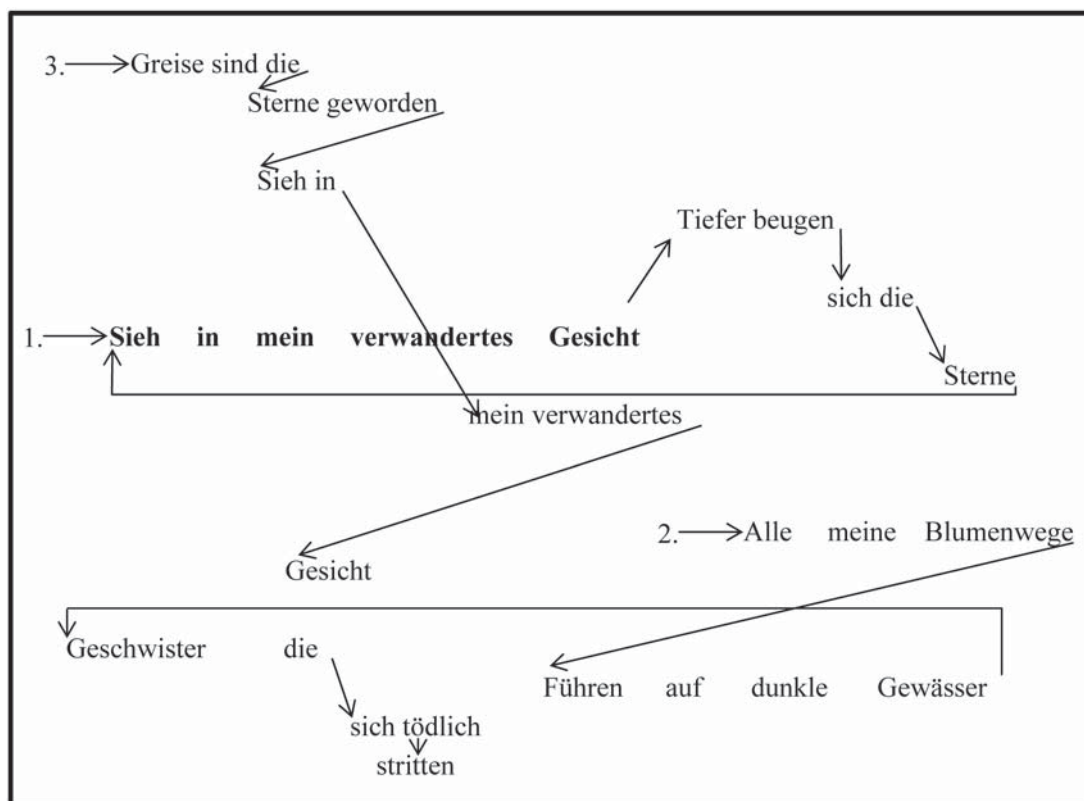 3. Greise sind die
Sterne geworden
Sieh in
Tiefer beugen
sich die
1. Sieh in mein verwandertes Gesicht
Sterne
mein verwandertes
2. Alle meine Blumenwege
Gesicht
Geschwister die
Führen auf dunkle Gewässer
sich tödlich
stritten